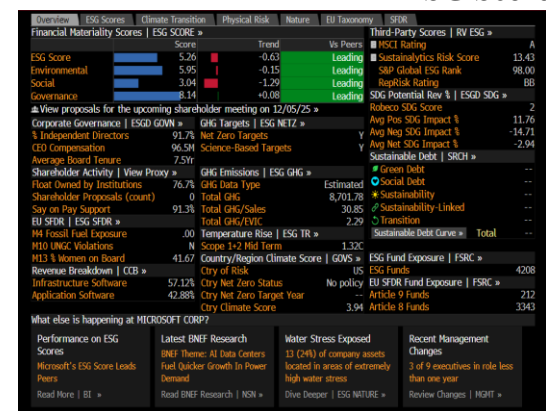 Overview ESG Scores Climate Transition Physical Risk Nature EU Taxonomy SFDR
Financial Materiality Scores | ESG SCORE »
Score Trend Vs Peers
ESG Score 5.26 -0.63 Leading
Environmental 5.95 -0.15 Leading
Social 3.04 -1.29 Leading
Governance 8.14 +0.08 Leading
View proposals for the upcoming shareholder meeting on 12/05/25 »
Corporate Governance | ESGD GOVN »
% Independent Directors 91.7%
CEO Compensation 96.5M
Average Board Tenure 7.5Yr
Shareholder Activity | View Proxy »
Float Owned by Institutions 76.7%
Shareholder Proposals (count) 0
Say on Pay Support 91.3%
EU SFDR | ESG SFDR »
M4 Fossil Fuel Exposure .00
M10 UNGC Violations N
M13 % Women on Board 41.67
Revenue Breakdown | CCB »
Infrastructure Software 57.12%
Application Software 42.88%
GHG Targets | ESG NETZ »
Net Zero Targets Y
Science-Based Targets Y
GHG Emissions | ESG GHG »
GHG Data Type Estimated
Total GHG 8,701.78
Total GHG/Sales 30.85
Total GHG/EVIC 2.29
Temperature Rise | ESG TR »
Scope 1+2 Mid Term 1.32C
Country/Region Climate Score | GOVS »
Ctry of Risk US
Ctry Net Zero Status No policy
Ctry Net Zero Target Year --
Ctry Climate Score 3.94
Third-Party Scores | RV ESG »
MSCI Rating A
Sustainalytics Risk Score 13.43
S&P Global ESG Rank 98.00
RepRisk Rating BB
SDG Potential Rev % | ESGD SDG »
Robeco SDG Score 2
Avg Pos SDG Impact % 11.76
Avg Neg SDG Impact % -14.71
Avg Net SDG Impact % -2.94
Sustainable Debt | SRCH »
Green Debt --
Social Debt --
Sustainability --
Sustainability-Linked --
Transition --
Sustainable Debt Curve » Total --
ESG Fund Exposure | FSRC »
ESG Funds 4208
EU SFDR Fund Exposure | FSRC »
Article 9 Funds 212
Article 8 Funds 3343
What else is happening at MICROSOFT CORP?
Performance on ESG
Scores
Microsoft's ESG Score Leads
Peers
Read More | BI »
Latest BNEF Research
BNEF Theme: AI Data Centers
Fuel Quicker Growth In Power
Demand
Read BNEF Research | NSN »
Water Stress Exposed
13 (24%) of company assets
located in areas of extremely
high water stress
Dive Deeper | ESG NATURE »
Recent Management
Changes
3 of 9 executives in role less
than one year
Review Changes | MGMT »